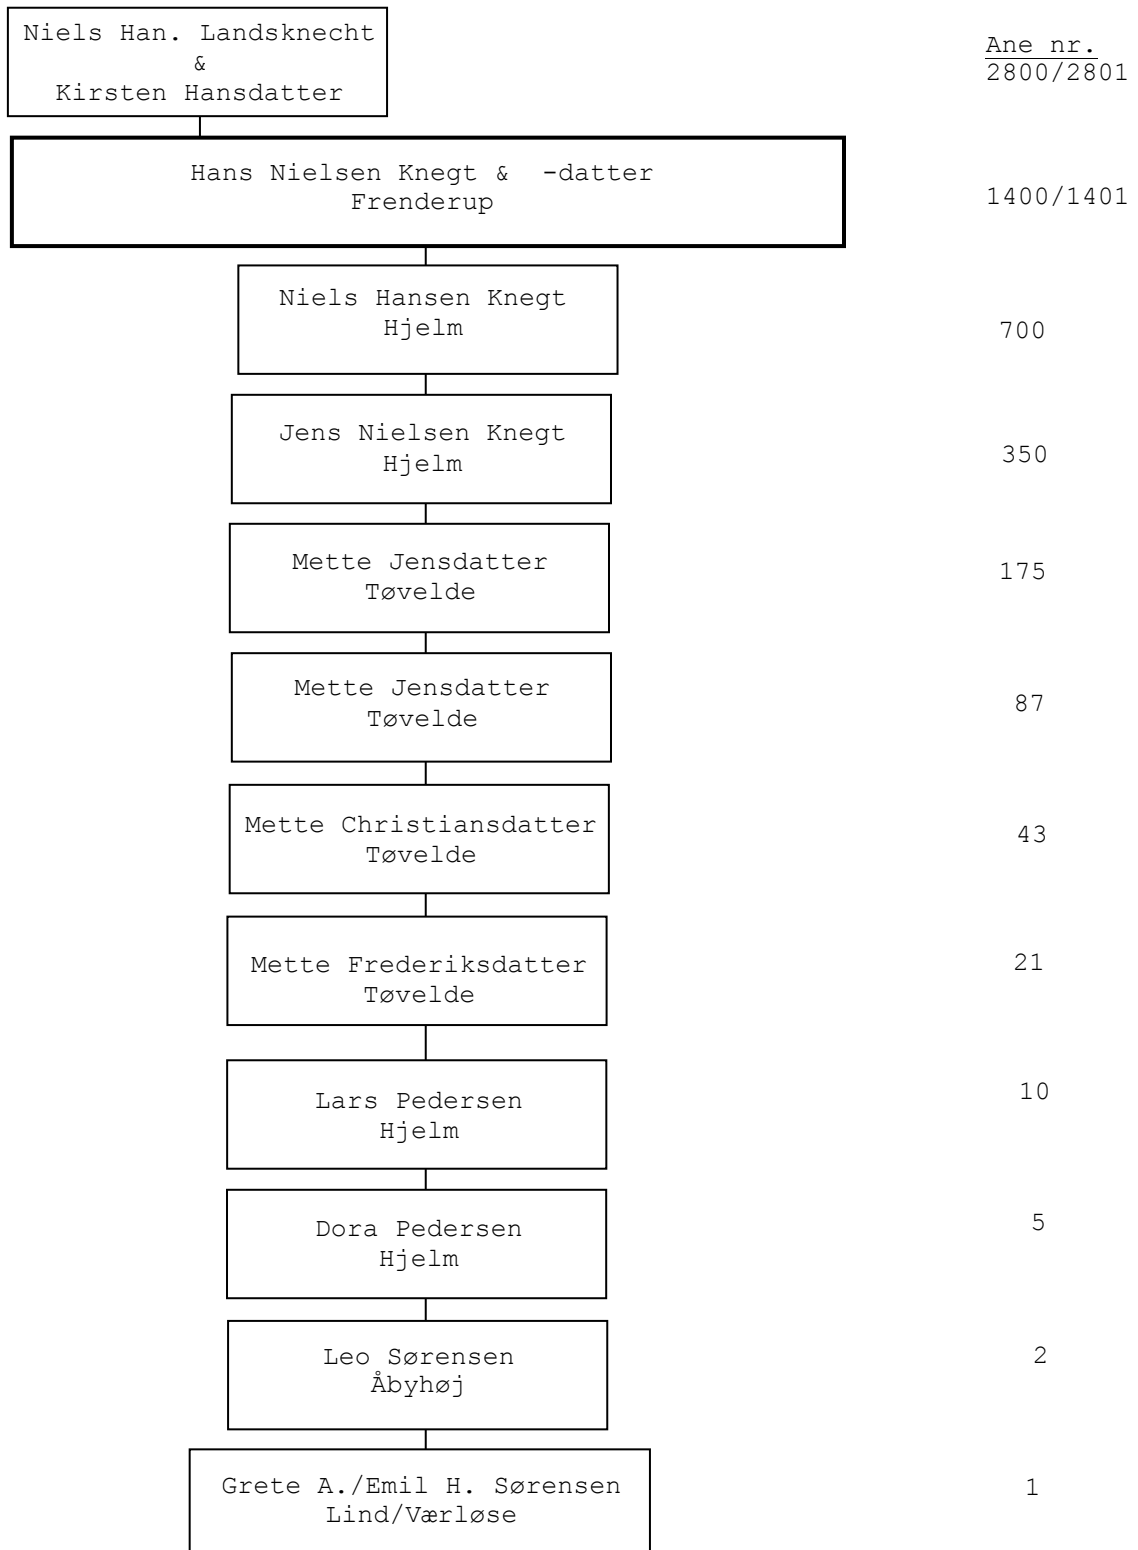 Niels Han. Landsknecht
&
Kirsten Hansdatter
Ane nr.
2800/2801
Hans Nielsen Knegt &  -datter
Frenderup
1400/1401
Niels Hansen Knegt
Hjelm
700
Jens Nielsen Knegt
Hjelm
350
Mette Jensdatter
Tøvelde
175
Mette Jensdatter
Tøvelde
87
Mette Christiansdatter
Tøvelde
43
Mette Frederiksdatter
Tøvelde
21
Lars Pedersen
Hjelm
10
Dora Pedersen
Hjelm
5
Leo Sørensen
Åbyhøj
2
Grete A./Emil H. Sørensen
Lind/Værløse
1